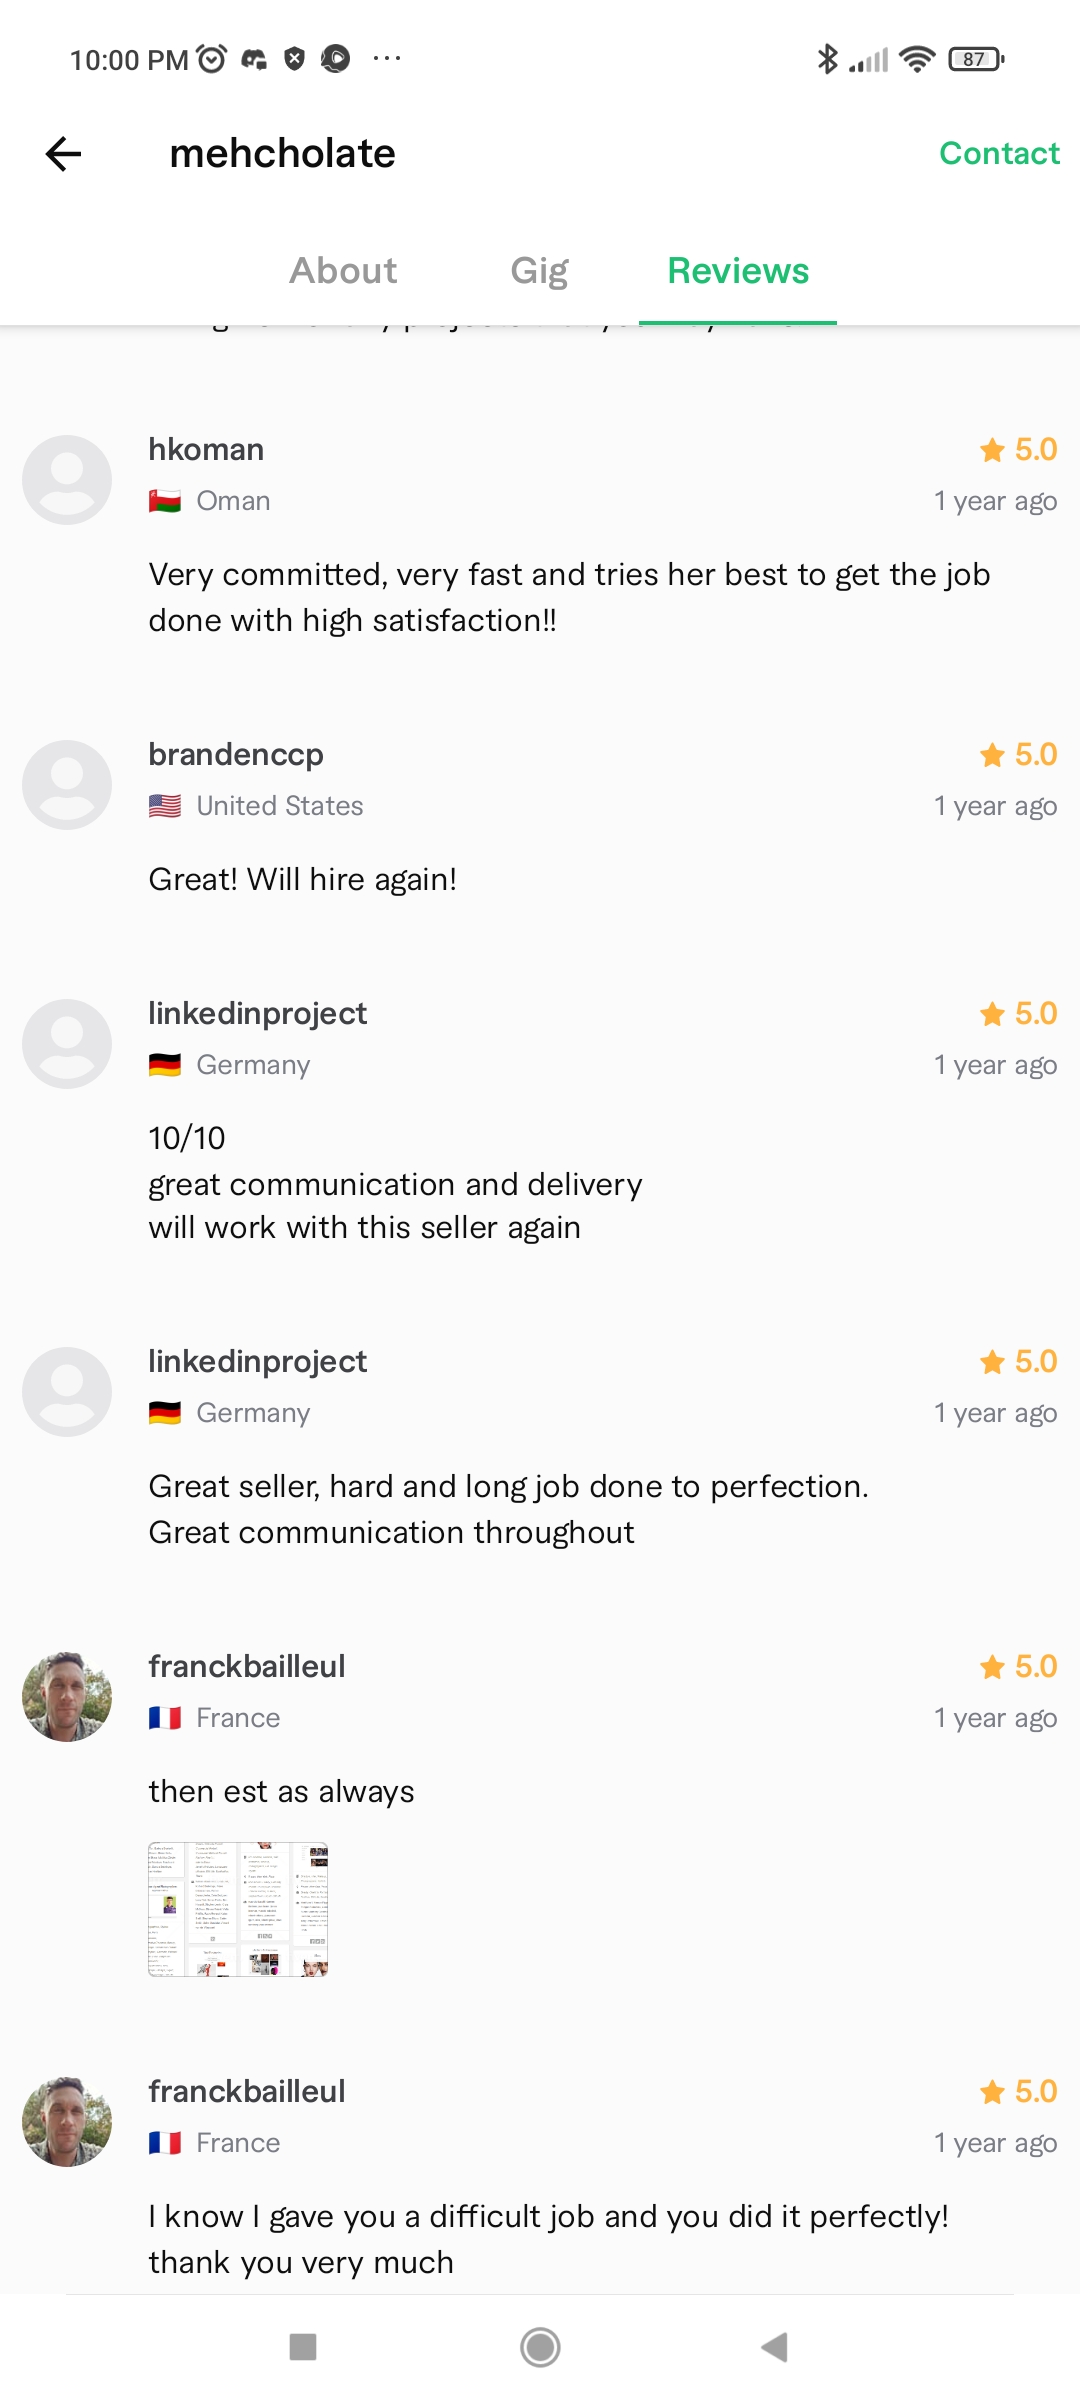 10:00 PM
87
mehcholate
Contact
About Gig Reviews
hkoman 5.0
Oman 1 year ago
Very committed, very fast and tries her best to get the job
done with high satisfaction!!
brandenccp 5.0
United States 1 year ago
Great! Will hire again!
linkedinproject 5.0
Germany 1 year ago
10/10
great communication and delivery
will work with this seller again
linkedinproject 5.0
Germany 1 year ago
Great seller, hard and long job done to perfection.
Great communication throughout
franckbailleul 5.0
France 1 year ago
then est as always
franckbailleul 5.0
France 1 year ago
I know I gave you a difficult job and you did it perfectly!
thank you very much